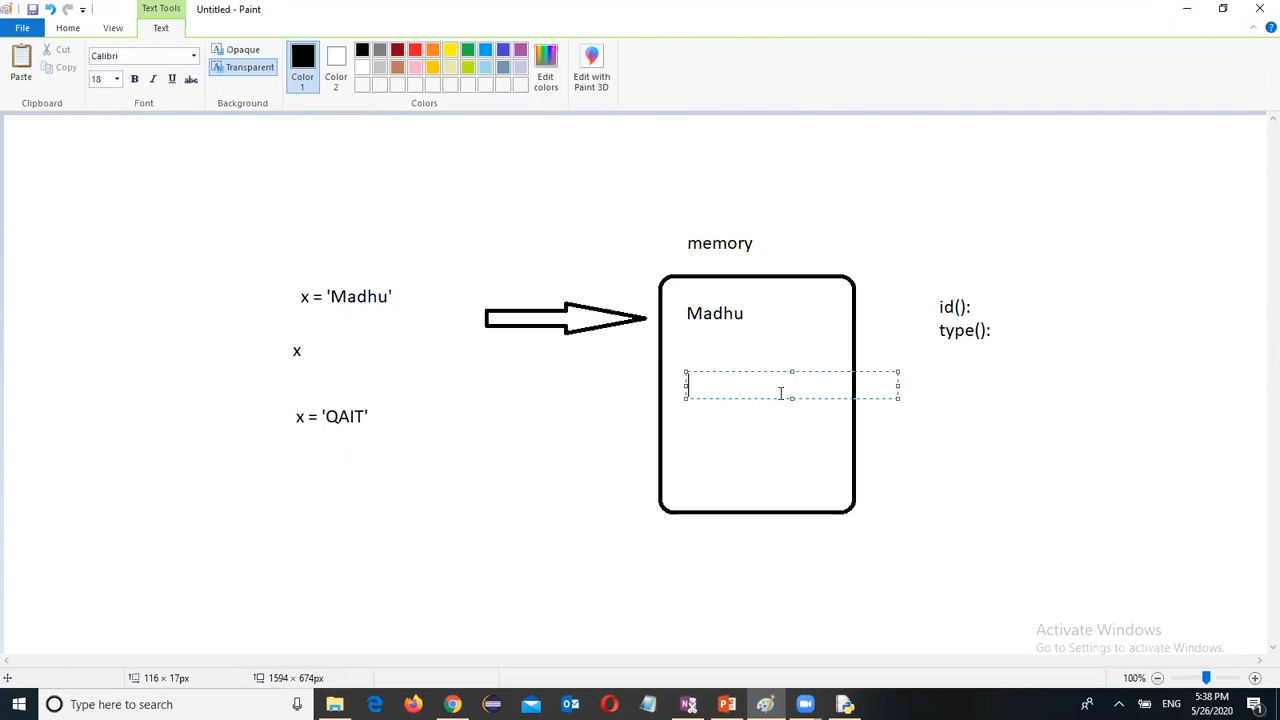 Text Tools
Untitled - Paint
File
Home
View
Text
Paste
Cut
Copy
Clipboard
Calibri
18
B I U abc
Font
Opaque
Transparent
Background
Color 1
Color 2
Edit colors
Colors
Edit with Paint 3D
memory
x = 'Madhu'
Madhu
id():
type():
x
x = 'QAIT'
Activate Windows
Go to Settings to activate Windows.
116 × 17px
1594 × 674px
100%
Type here to search
ENG
5:38 PM
5/26/2020